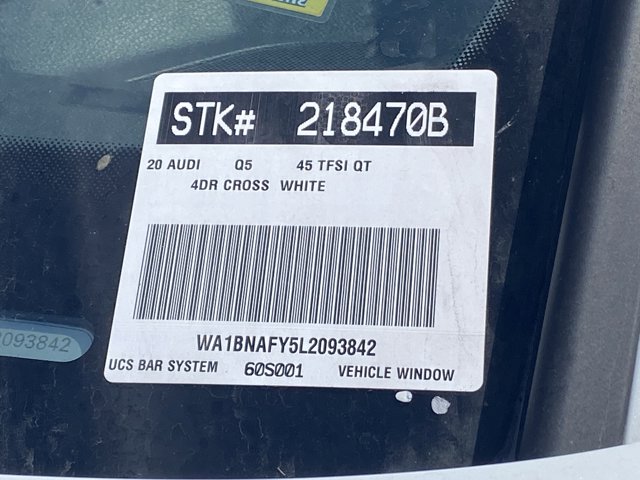 STK# 218470B
20 AUDI Q5 45 TFSI QT
4DR CROSS WHITE
WA1BNAFY5L2093842
UCS BAR SYSTEM 60S001 VEHICLE WINDOW
2093842